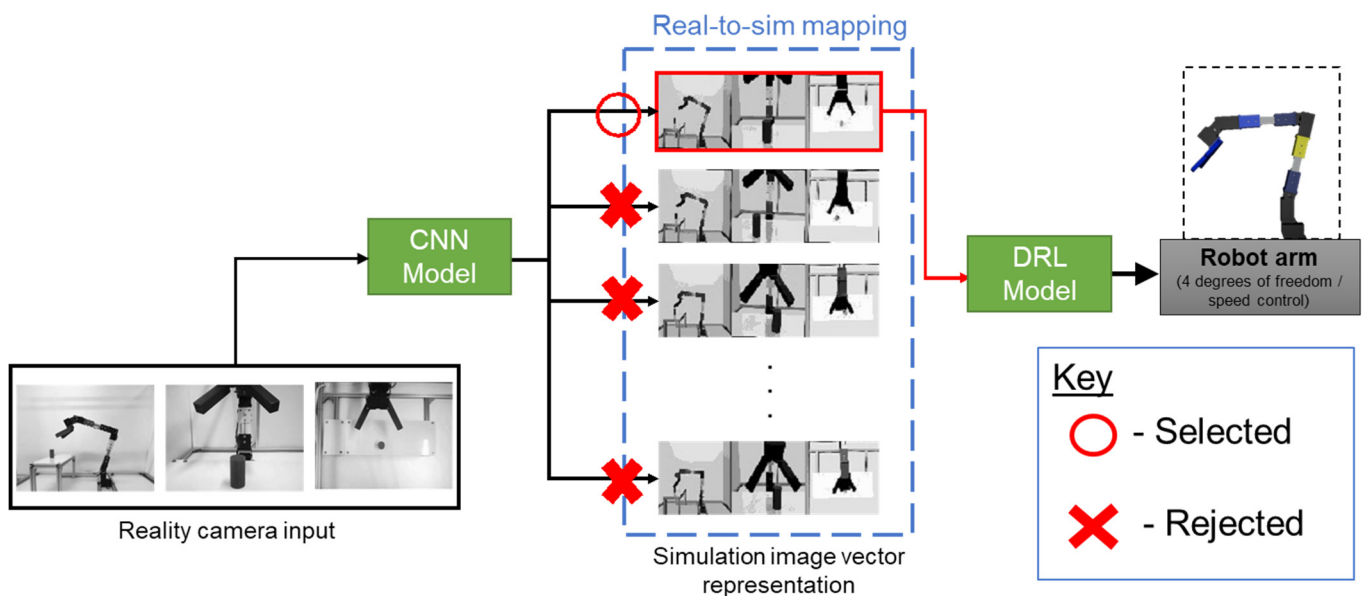 Real-to-sim mapping
CNN
Model
DRL
Model
Robot arm
(4 degrees of freedom /
speed control)
Reality camera input
Simulation image vector
representation
Key
- Selected
- Rejected